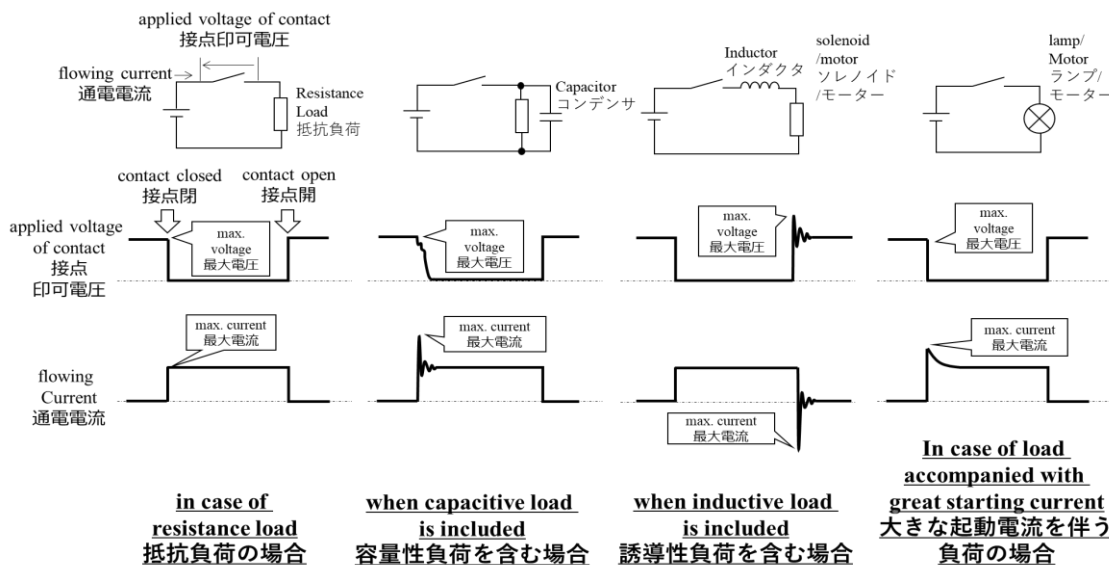 applied voltage of contact
接点印可電圧
flowing current
通電電流
Resistance
Load
抵抗負荷
Capacitor
コンデンサ
Inductor
インダクタ
solenoid
/motor
ソレノイド
/モーター
lamp/
Motor
ランプ/
モーター
contact closed
接点閉
contact open
接点開
applied voltage
of contact
接点
印可電圧
max.
voltage
最大電圧
max.
voltage
最大電圧
max.
voltage
最大電圧
max.
voltage
最大電圧
flowing
Current
通電電流
max. current
最大電流
max. current
最大電流
max. current
最大電流
max. current
最大電流
in case of
resistance load
抵抗負荷の場合
when capacitive load
is included
容量性負荷を含む場合
when inductive load
is included
誘導性負荷を含む場合
In case of load
accompanied with
great starting current
大きな起動電流を伴う
負荷の場合